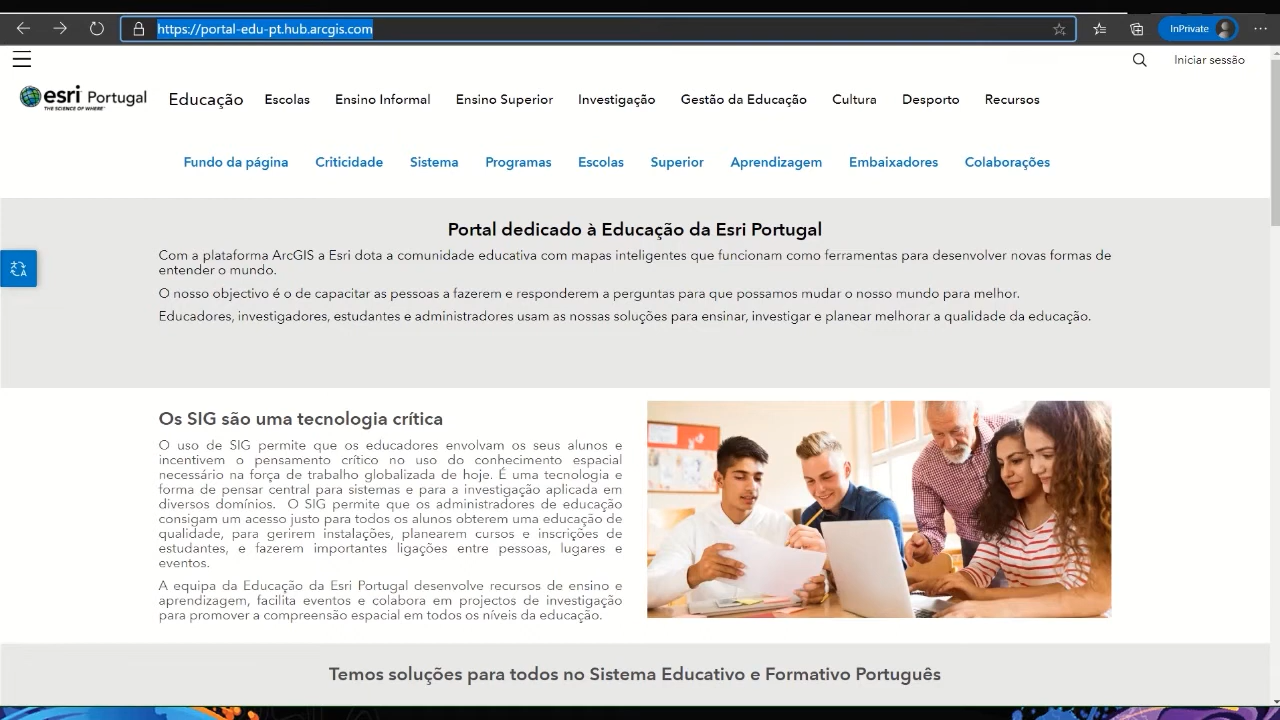 https://portal-edu-pt.hub.arcgis.com
InPrivate
Iniciar sessão
esri Portugal
THE SCIENCE OF WHERE
Educação Escolas Ensino Informal Ensino Superior Investigação Gestão da Educação Cultura Desporto Recursos
Fundo da página Criticidade Sistema Programas Escolas Superior Aprendizagem Embaixadores Colaborações
Portal dedicado à Educação da Esri Portugal
Com a plataforma ArcGIS a Esri dota a comunidade educativa com mapas inteligentes que funcionam como ferramentas para desenvolver novas formas de
entender o mundo.
O nosso objectivo é o de capacitar as pessoas a fazerem e responderem a perguntas para que possamos mudar o nosso mundo para melhor.
Educadores, investigadores, estudantes e administradores usam as nossas soluções para ensinar, investigar e planear melhorar a qualidade da educação.
Os SIG são uma tecnologia crítica
O uso de SIG permite que os educadores envolvam os seus alunos e
incentivem o pensamento crítico no uso do conhecimento espacial
necessário na força de trabalho globalizada de hoje. É uma tecnologia e
forma de pensar central para sistemas e para a investigação aplicada em
diversos domínios. O SIG permite que os administradores de educação
consigam um acesso justo para todos os alunos obterem uma educação de
qualidade, para gerirem instalações, planearem cursos e inscrições de
estudantes, e fazerem importantes ligações entre pessoas, lugares e
eventos.
A equipa da Educação da Esri Portugal desenvolve recursos de ensino e
aprendizagem, facilita eventos e colabora em projectos de investigação
para promover a compreensão espacial em todos os níveis da educação.
Temos soluções para todos no Sistema Educativo e Formativo Português